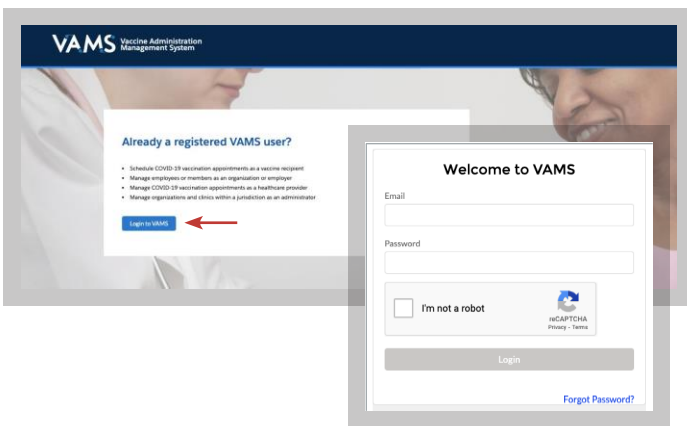 VAMS Vaccine Administration
Management System
Already a registered VAMS user?
• Schedule COVID-19 vaccination appointments as a vaccine recipient
• Manage employees or members as an organization or employer
• Manage COVID-19 vaccination appointments as a healthcare provider
• Manage organizations and clinics within a jurisdiction as an administrator
Login to VAMS
Welcome to VAMS
Email
Password
I'm not a robot
reCAPTCHA
Privacy - Terms
Login
Forgot Password?